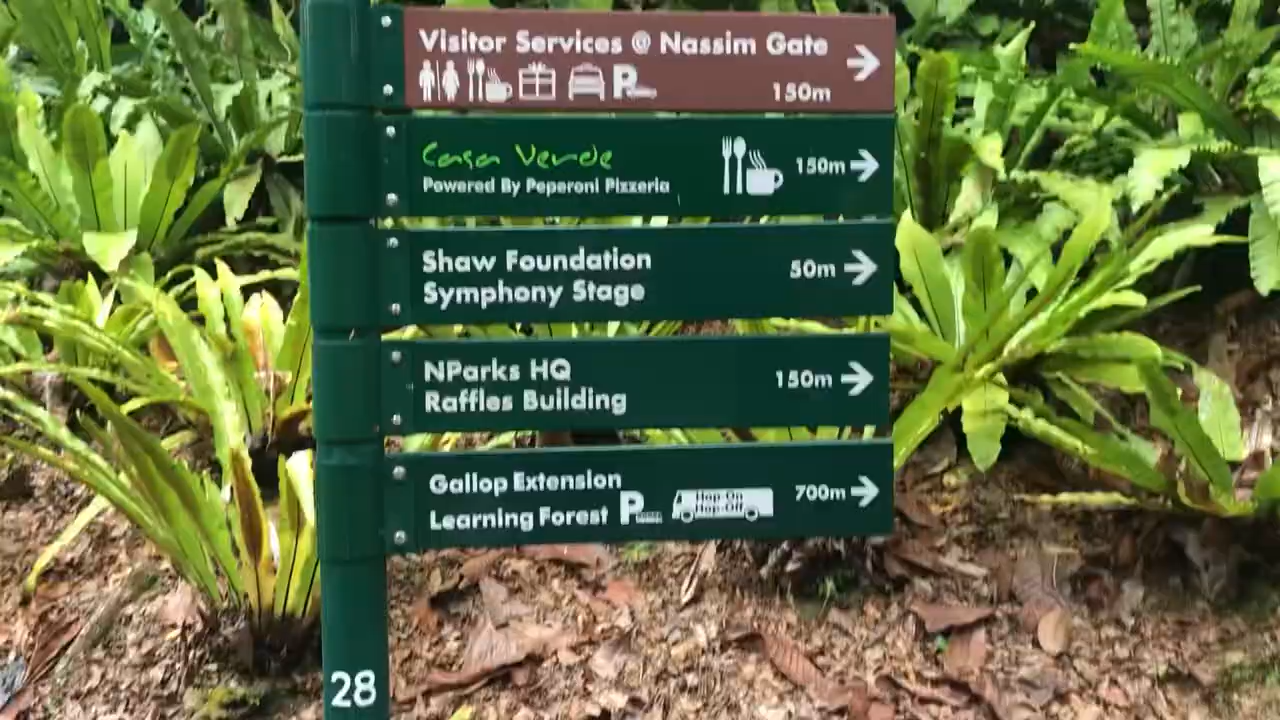 Visitor Services @ Nassim Gate
P
150m
Casa Verde
Powered By Peperoni Pizzeria
150m
Shaw Foundation
Symphony Stage
50m
NParks HQ
Raffles Building
150m
Gallop Extension
Learning Forest
P
Hop On
Hop Off
700m
28